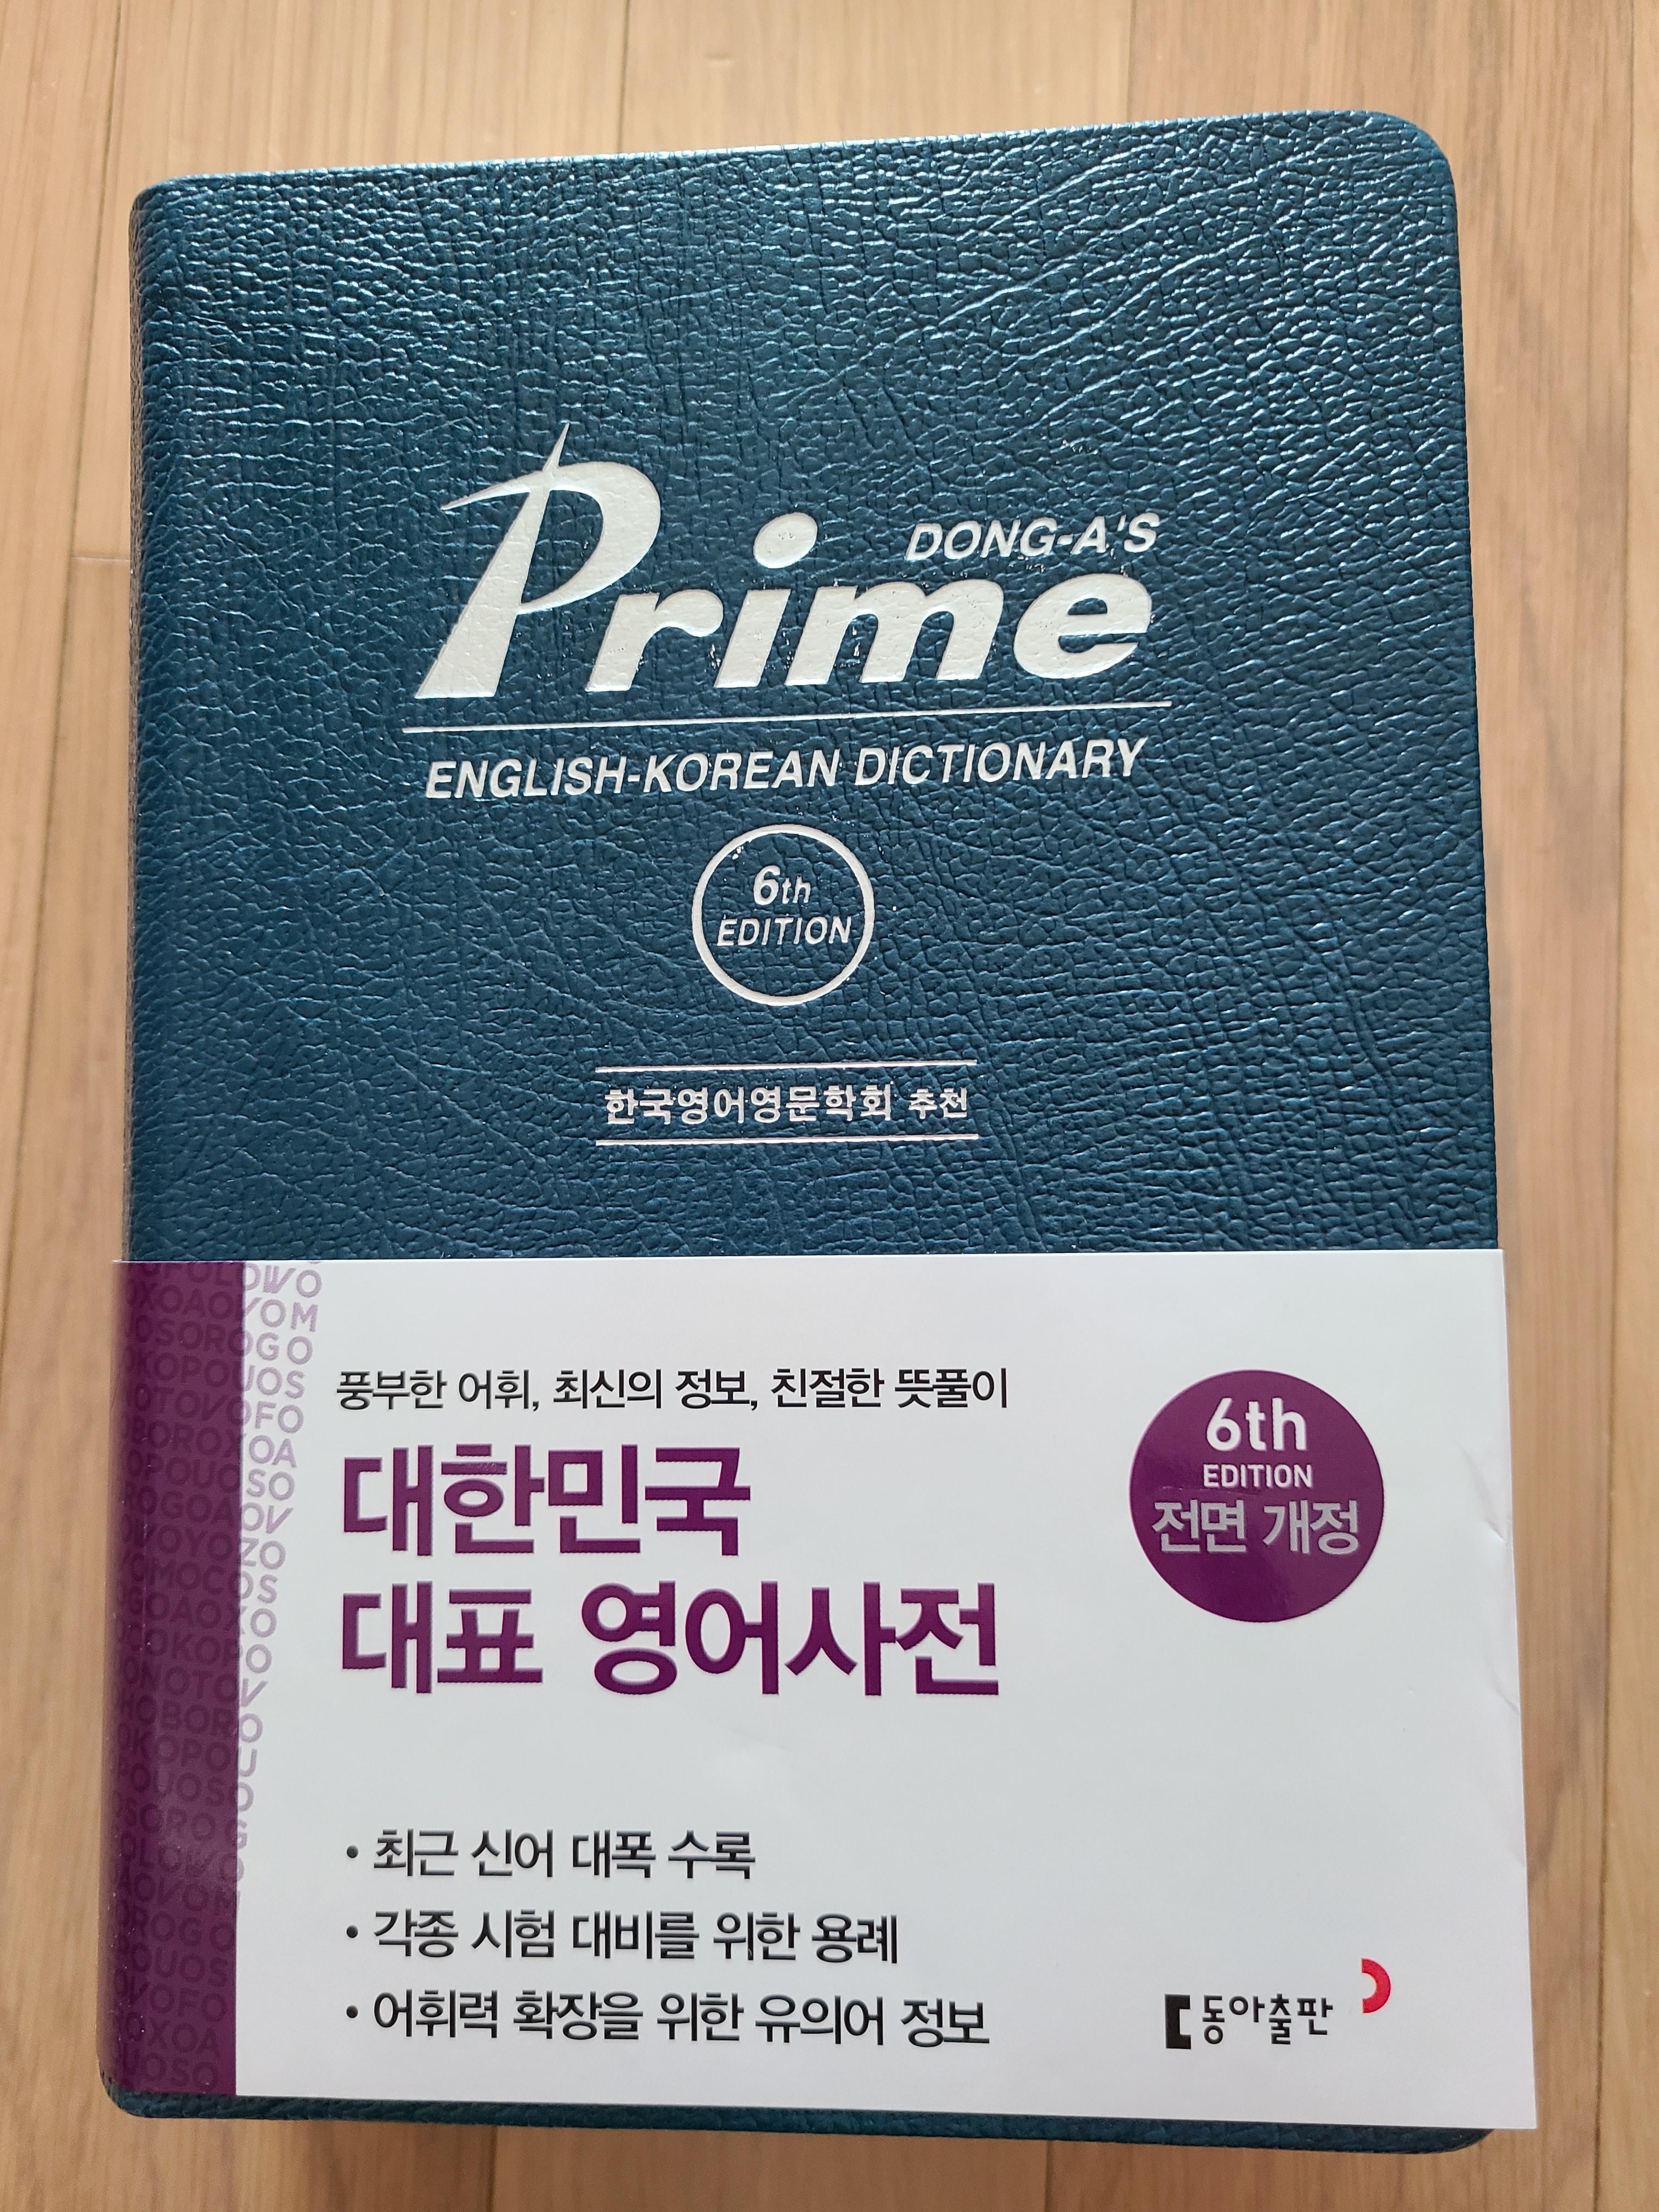 DONG-A'S
Prime
ENGLISH-KOREAN DICTIONARY
6th
EDITION
한국영어영문학회 추천
풍부한 어휘, 최신의 정보, 친절한 뜻풀이
대한민국
대표 영어사전
6th
EDITION
전면 개정
• 최근 신어 대폭 수록
• 각종 시험 대비를 위한 용례
• 어휘력 확장을 위한 유의어 정보
동아출판